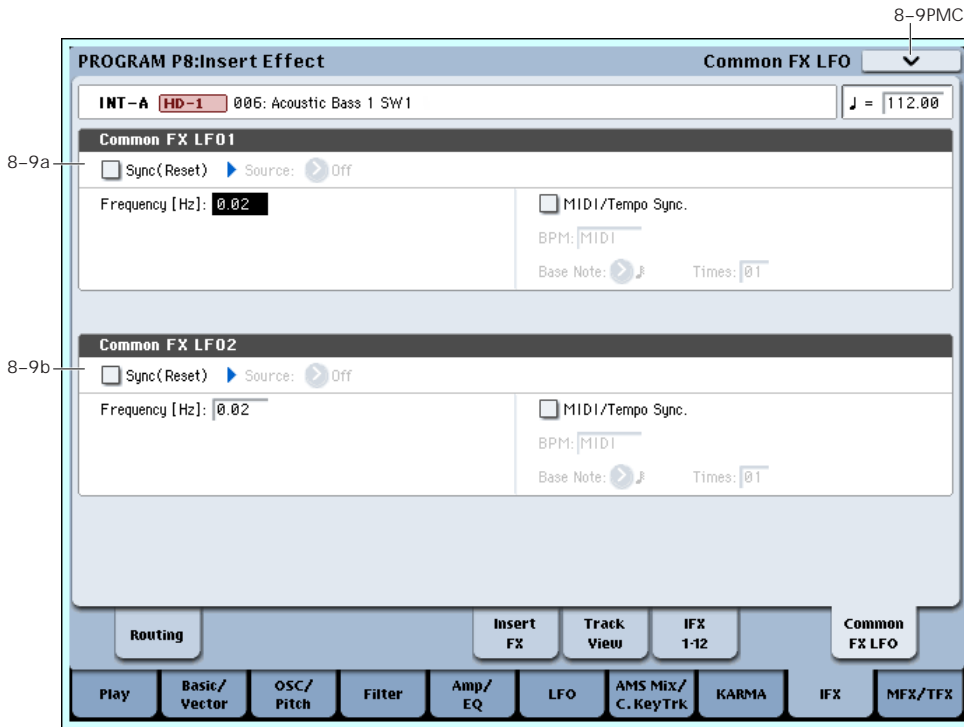 8–9PMC
PROGRAM P8:Insert Effect
Common FX LFO
INT–A HD–1 006: Acoustic Bass 1 SW1
♩ = 112.00
Common FX LFO1
8–9a
Sync(Reset) Source: Off
Frequency [Hz]: 0.02
MIDI/Tempo Sync.
BPM: MIDI
Base Note: Times: 01
Common FX LFO2
8–9b
Sync(Reset) Source: Off
Frequency [Hz]: 0.02
MIDI/Tempo Sync.
BPM: MIDI
Base Note: Times: 01
Routing
Insert
FX
Track
View
IFX
1-12
Common
FX LFO
Play
Basic/
Vector
OSC/
Pitch
Filter
Amp/
EQ
LFO
AMS Mix/
C.KeyTrk
KARMA
IFX
MFX/TFX